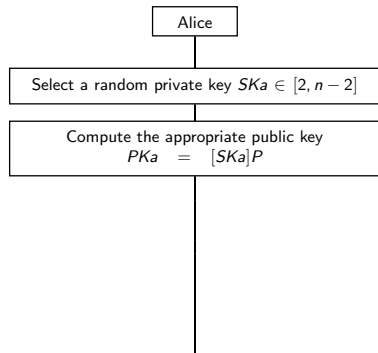 Alice
Select a random private key SKa ∈ [2, n − 2]
Compute the appropriate public key
PKa = [SKa]P